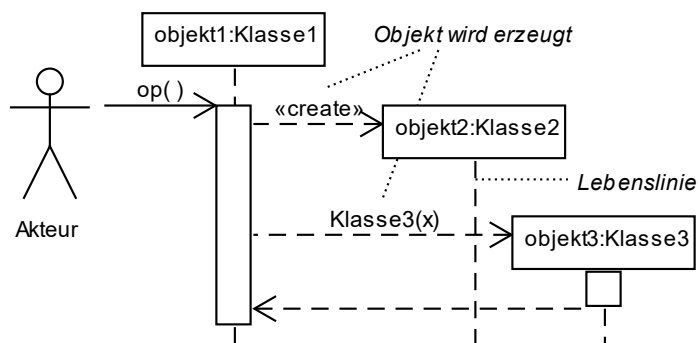 objekt1:Klasse1
Objekt wird erzeugt
op( )
«create»
objekt2:Klasse2
Lebenslinie
Klasse3(x)
Akteur
objekt3:Klasse3